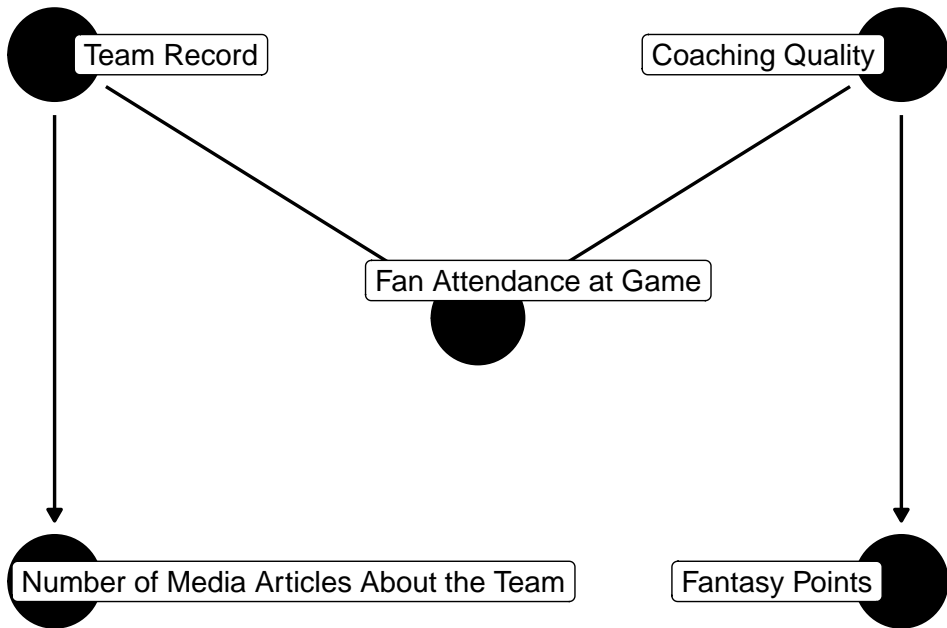 Team Record
Coaching Quality
Fan Attendance at Game
Number of Media Articles About the Team
Fantasy Points